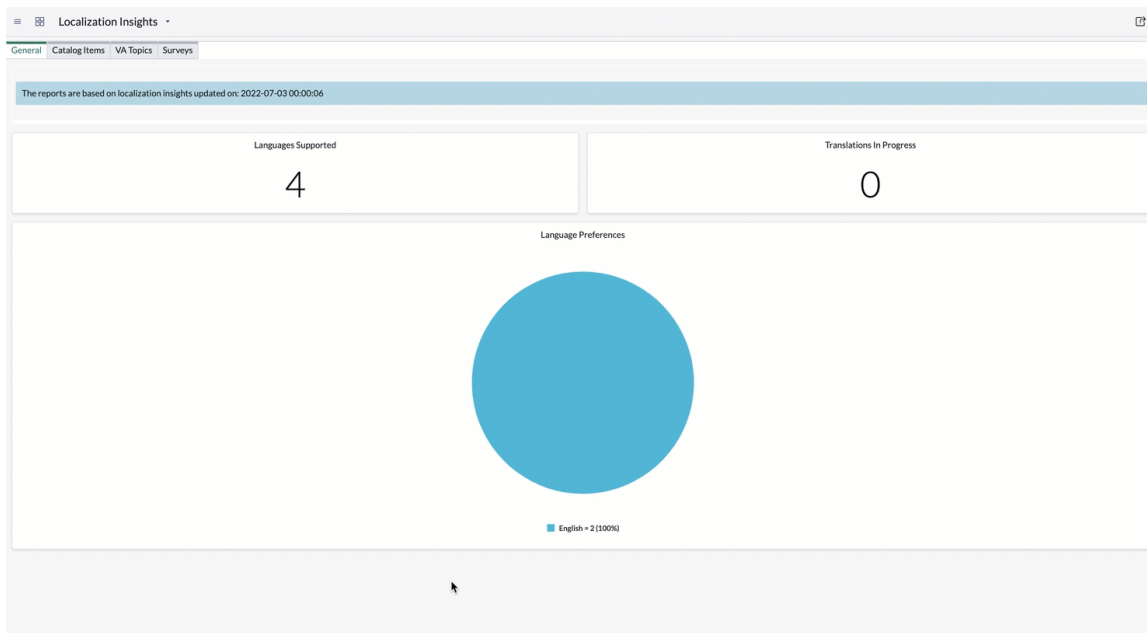 Localization Insights
General Catalog Items VA Topics Surveys
The reports are based on localization insights updated on: 2022-07-03 00:00:06
Languages Supported
4
Translations In Progress
0
Language Preferences
English = 2 (100%)